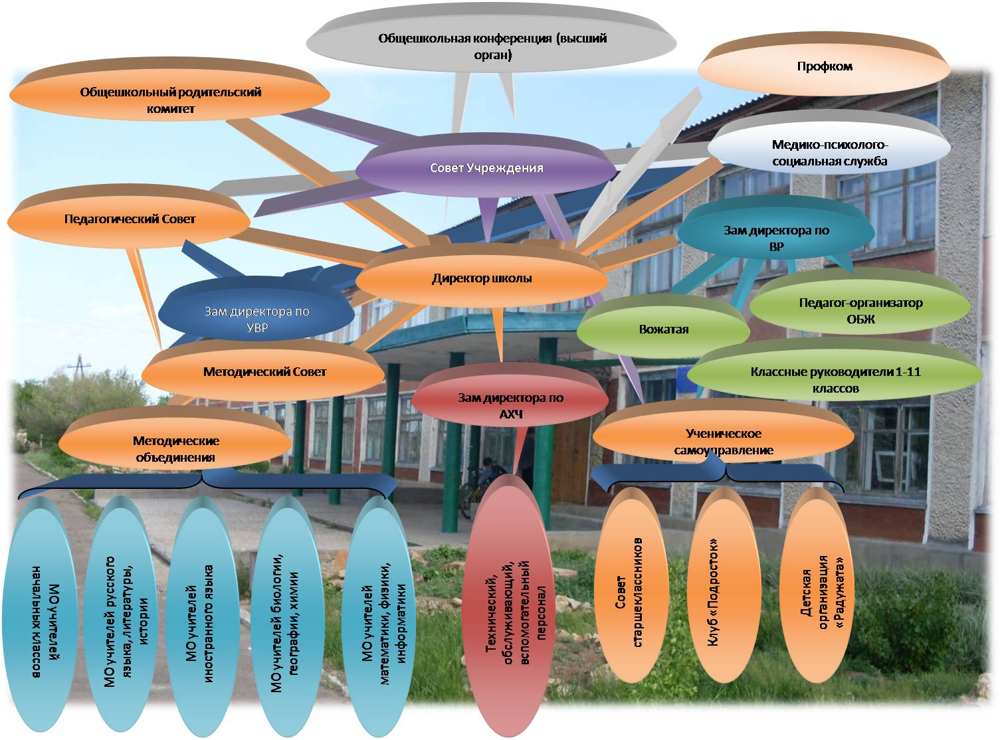 Общешкольная конференция (высший
орган)
Профком
Общешкольный родительский
комитет
Медико-психолого-
социальная служба
Совет Учреждения
Педагогический Совет
Зам директора по
ВР
Директор школы
Зам директора по
УВР
Педагог-организатор
ОБЖ
Вожатая
Методический Совет
Классные руководители 1-11
классов
Зам директора по
АХЧ
Методические
объединения
Ученическое
самоуправление
МО учителей
начальных классов
МО учителей русского
языка, литературы,
истории
МО учителей
иностранного языка
МО учителей биологии,
географии, химии
МО учителей
математики, физики,
информатики
Технический,
обслуживающий,
вспомогательный
персонал
Совет
старшеклассников
Клуб «Подросток»
Детская
организация
«Радужата»